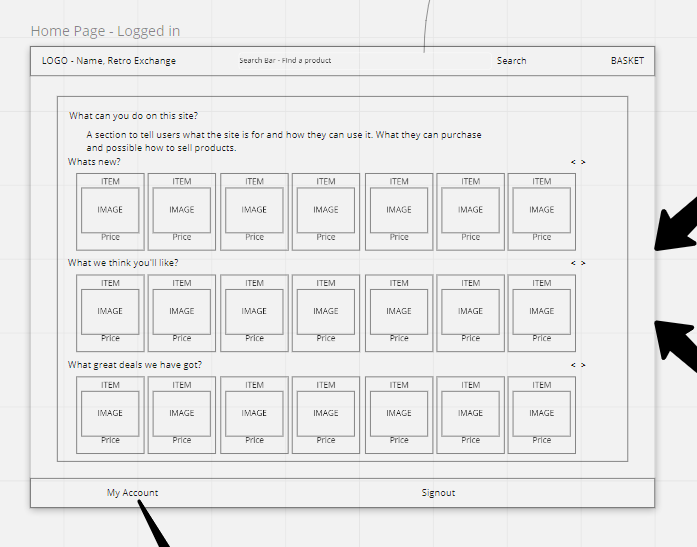 Home Page - Logged in
LOGO - Name, Retro Exchange Search Bar - Find a product Search BASKET
What can you do on this site?
A section to tell users what the site is for and how they can use it. What they can purchase
and possible how to sell products.
Whats new? < >
ITEM ITEM ITEM ITEM ITEM ITEM ITEM
IMAGE IMAGE IMAGE IMAGE IMAGE IMAGE IMAGE
Price Price Price Price Price Price Price
What we think you'll like? < >
ITEM ITEM ITEM ITEM ITEM ITEM ITEM
IMAGE IMAGE IMAGE IMAGE IMAGE IMAGE IMAGE
Price Price Price Price Price Price Price
What great deals we have got? < >
ITEM ITEM ITEM ITEM ITEM ITEM ITEM
IMAGE IMAGE IMAGE IMAGE IMAGE IMAGE IMAGE
Price Price Price Price Price Price Price
My Account Signout